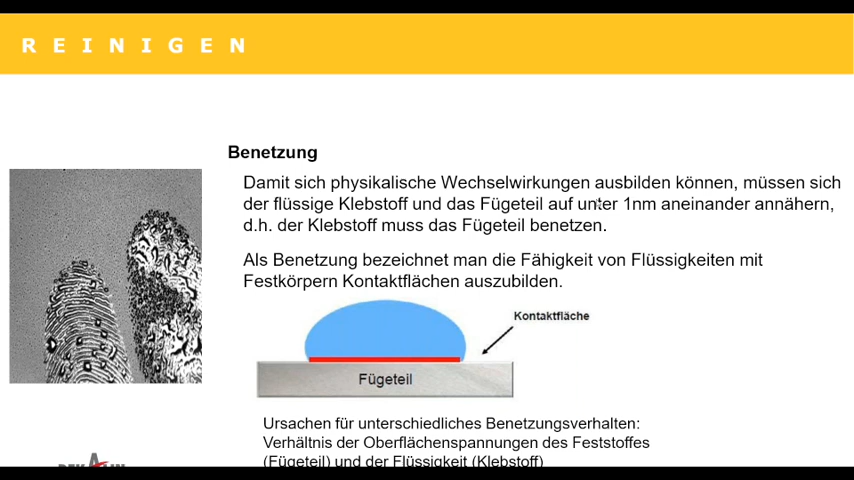 REINIGEN
Benetzung
Damit sich physikalische Wechselwirkungen ausbilden können, müssen sich
der flüssige Klebstoff und das Fügeteil auf unter 1nm aneinander annähern,
d.h. der Klebstoff muss das Fügeteil benetzen.
Als Benetzung bezeichnet man die Fähigkeit von Flüssigkeiten mit
Festkörpern Kontaktflächen auszubilden.
Kontaktfläche
Fügeteil
Ursachen für unterschiedliches Benetzungsverhalten:
Verhältnis der Oberflächenspannungen des Feststoffes
(Fügeteil) und der Flüssigkeit (Klebstoff)